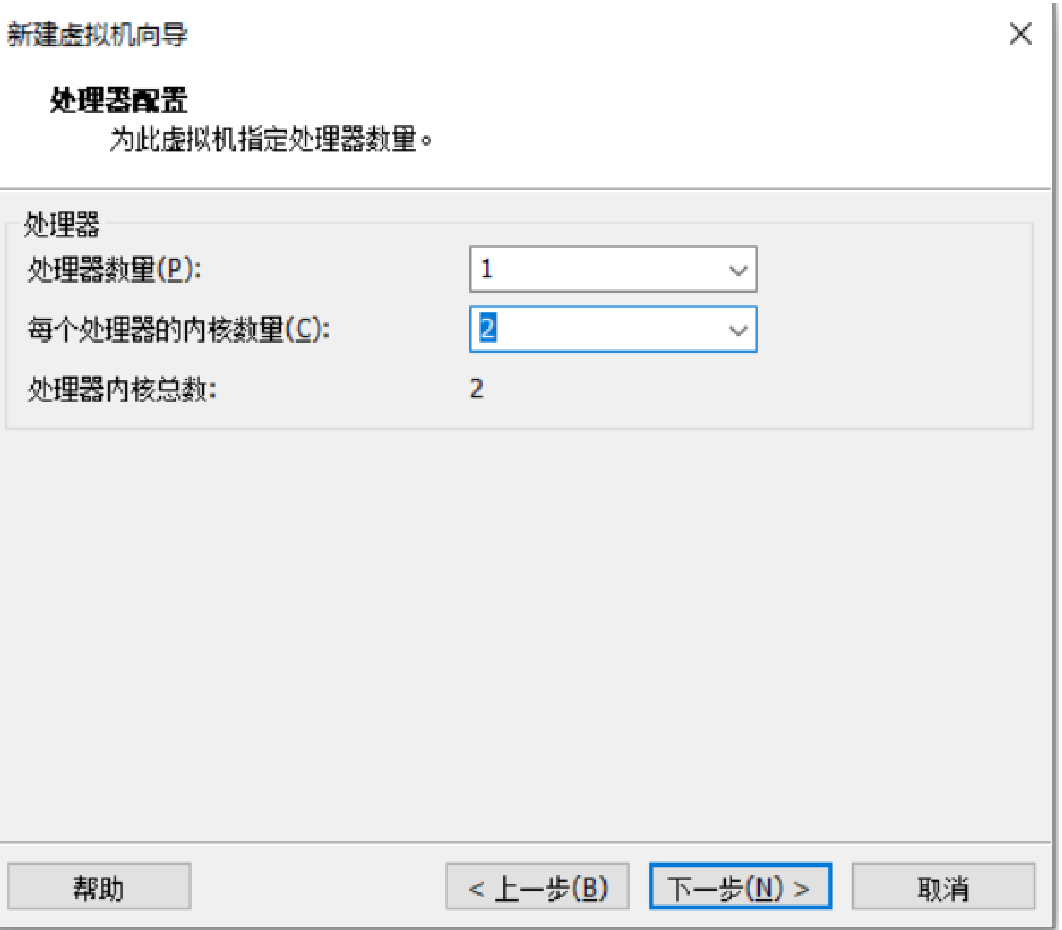 新建虚拟机向导
处理器配置
为此虚拟机指定处理器数量。
处理器
处理器数量(P): 1
每个处理器的内核数量(C): 2
处理器内核总数: 2
帮助 < 上一步(B) 下一步(N) > 取消